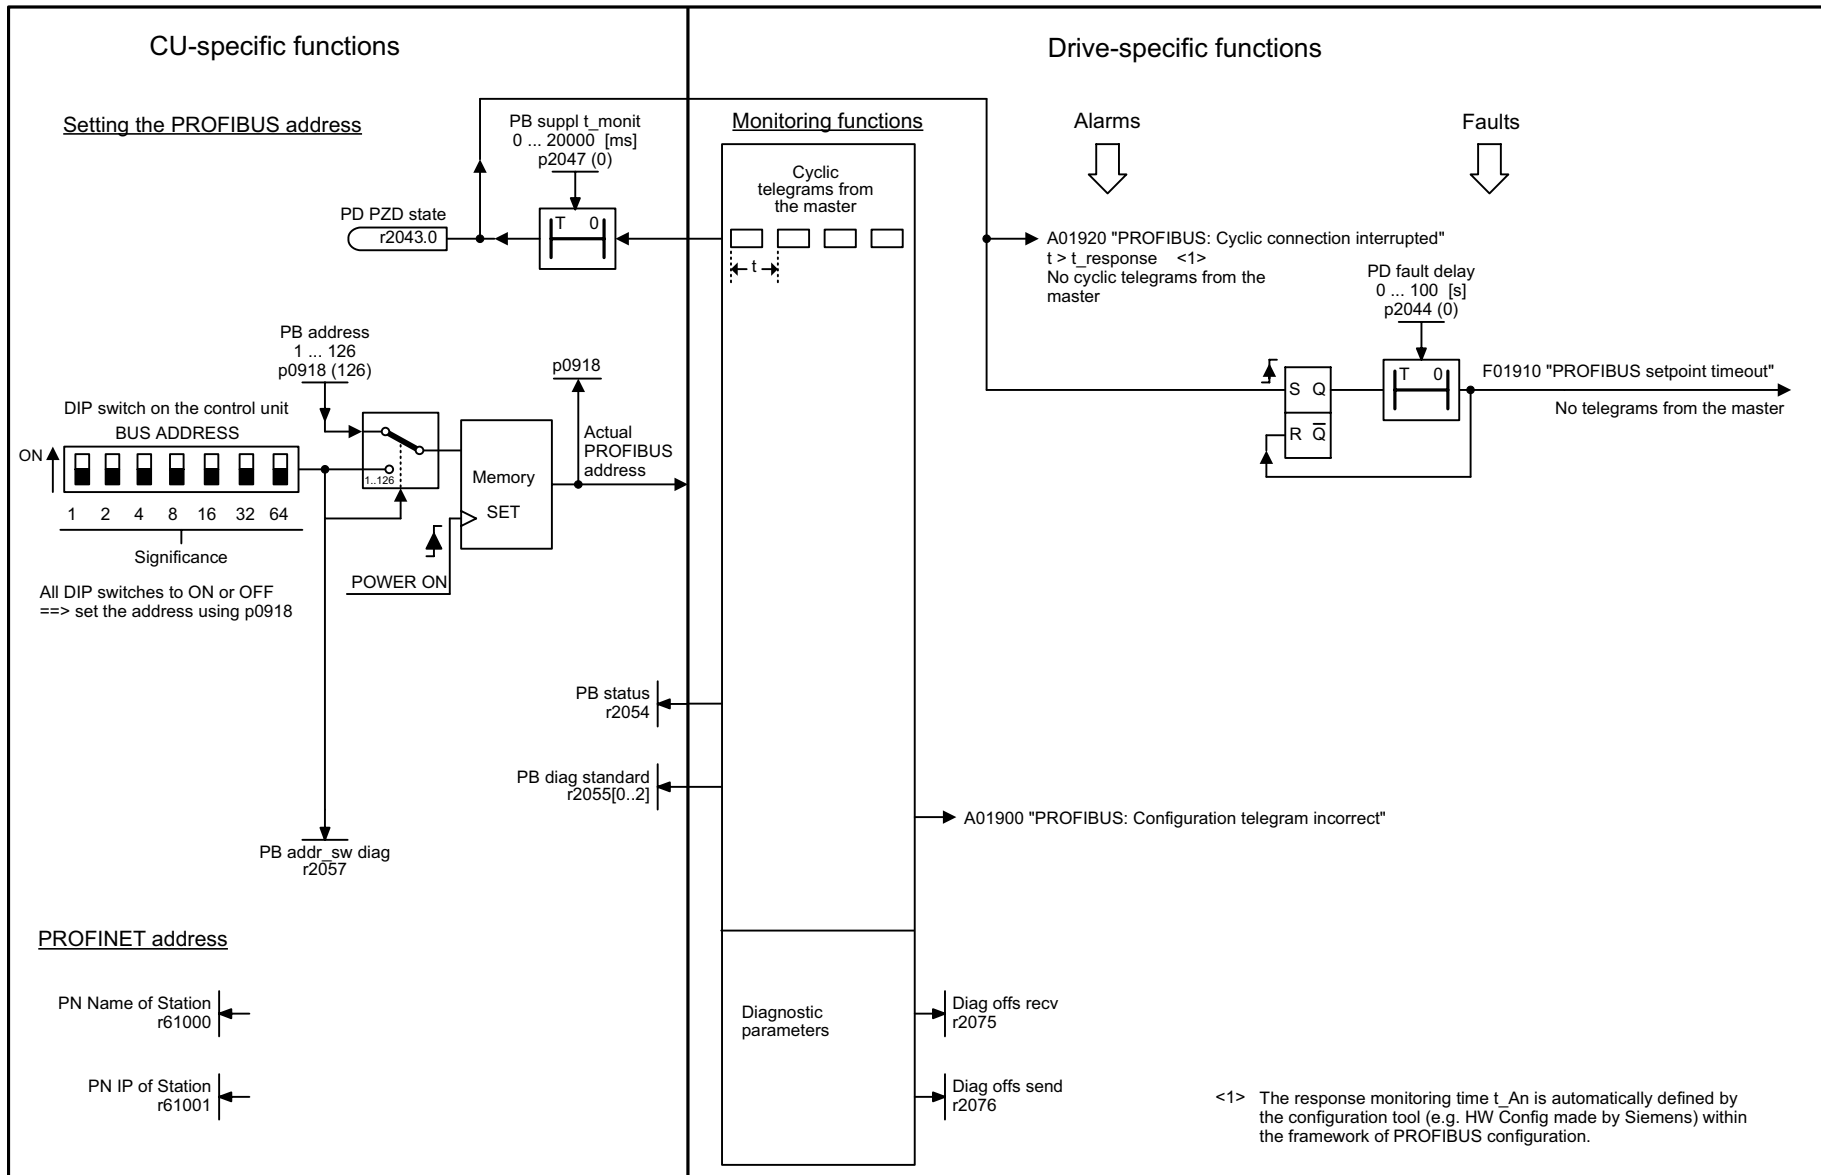 CU-specific functions
Drive-specific functions
Setting the PROFIBUS address
PB suppl t_monit
0 ... 20000 [ms]
p2047 (0)
Monitoring functions
Alarms
Faults
Cyclic
telegrams from
the master
PD PZD state
r2043.0
T 0
t
A01920 "PROFIBUS: Cyclic connection interrupted"
t > t_response <1>
No cyclic telegrams from the
master
PD fault delay
0 ... 100 [s]
p2044 (0)
PB address
1 ... 126
p0918 (126)
p0918
S Q
R Q̅
T 0
F01910 "PROFIBUS setpoint timeout"
No telegrams from the master
DIP switch on the control unit
BUS ADDRESS
ON
1 2 4 8 16 32 64
Significance
1..126
Memory
SET
Actual
PROFIBUS
address
POWER ON
All DIP switches to ON or OFF
==> set the address using p0918
PB status
r2054
PB diag standard
r2055[0..2]
A01900 "PROFIBUS: Configuration telegram incorrect"
PB addr_sw diag
r2057
PROFINET address
PN Name of Station
r61000
PN IP of Station
r61001
Diagnostic
parameters
Diag offs recv
r2075
Diag offs send
r2076
<1> The response monitoring time t_An is automatically defined by
the configuration tool (e.g. HW Config made by Siemens) within
the framework of PROFIBUS configuration.